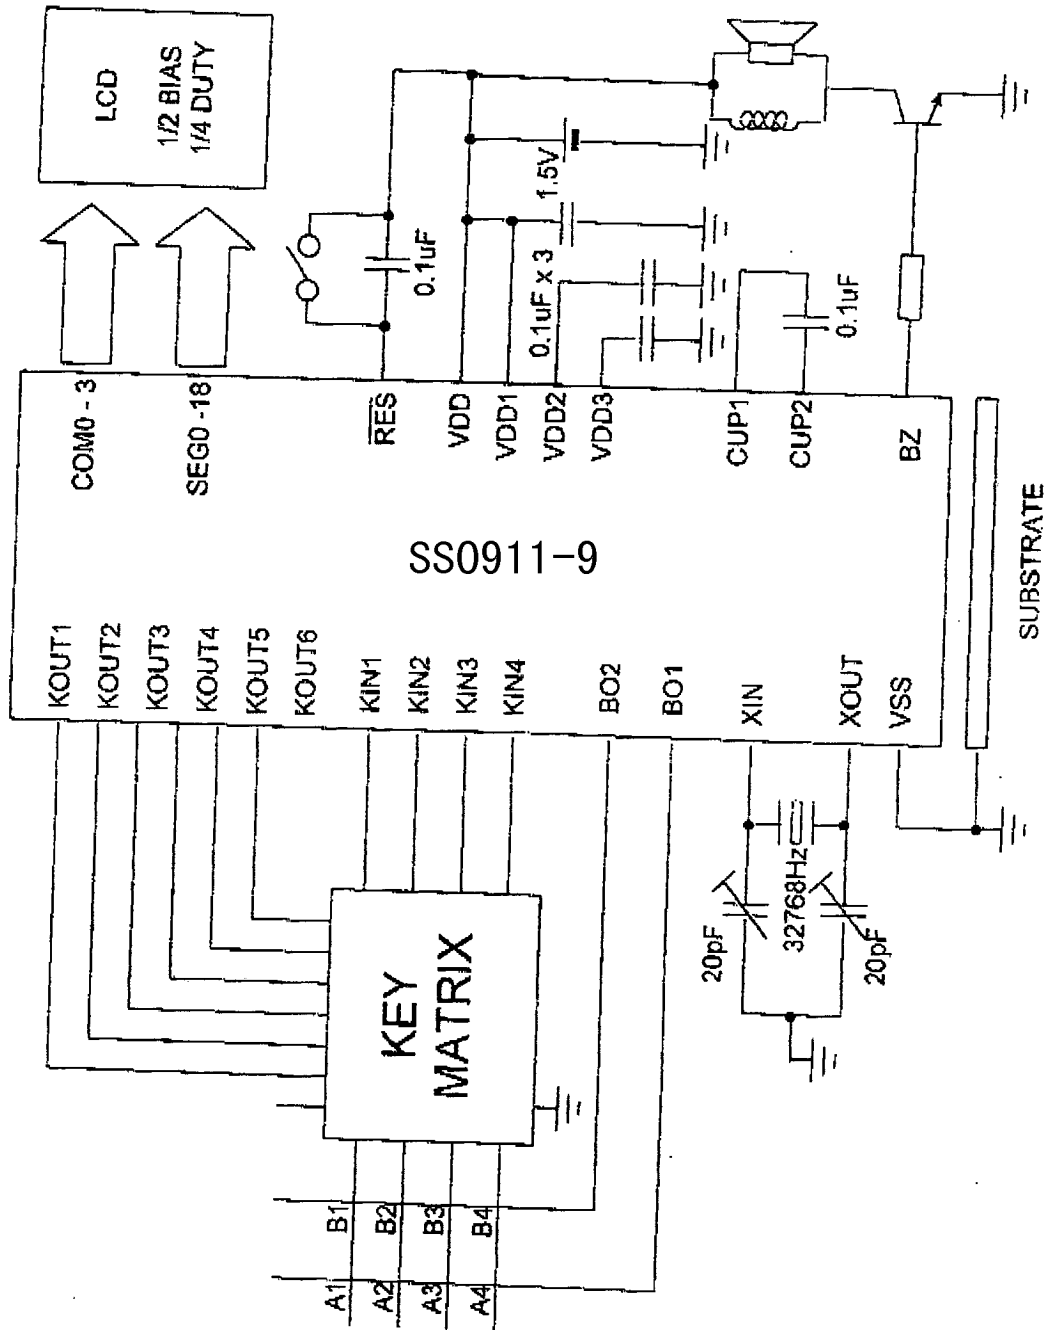 LCD
1/2 BIAS
1/4 DUTY
0.1uF
1.5V
0.1uF x 3
0.1uF
COM0 - 3
SEG0 -18
RES
VDD
VDD1
VDD2
VDD3
CUP1
CUP2
BZ
SUBSTRATE
SS0911-9
KOUT1
KOUT2
KOUT3
KOUT4
KOUT5
KOUT6
KIN1
KIN2
KIN3
KIN4
BO2
BO1
XIN
XOUT
VSS
KEY
MATRIX
20pF
32768Hz
20pF
B1
B2
B3
B4
A1
A2
A3
A4